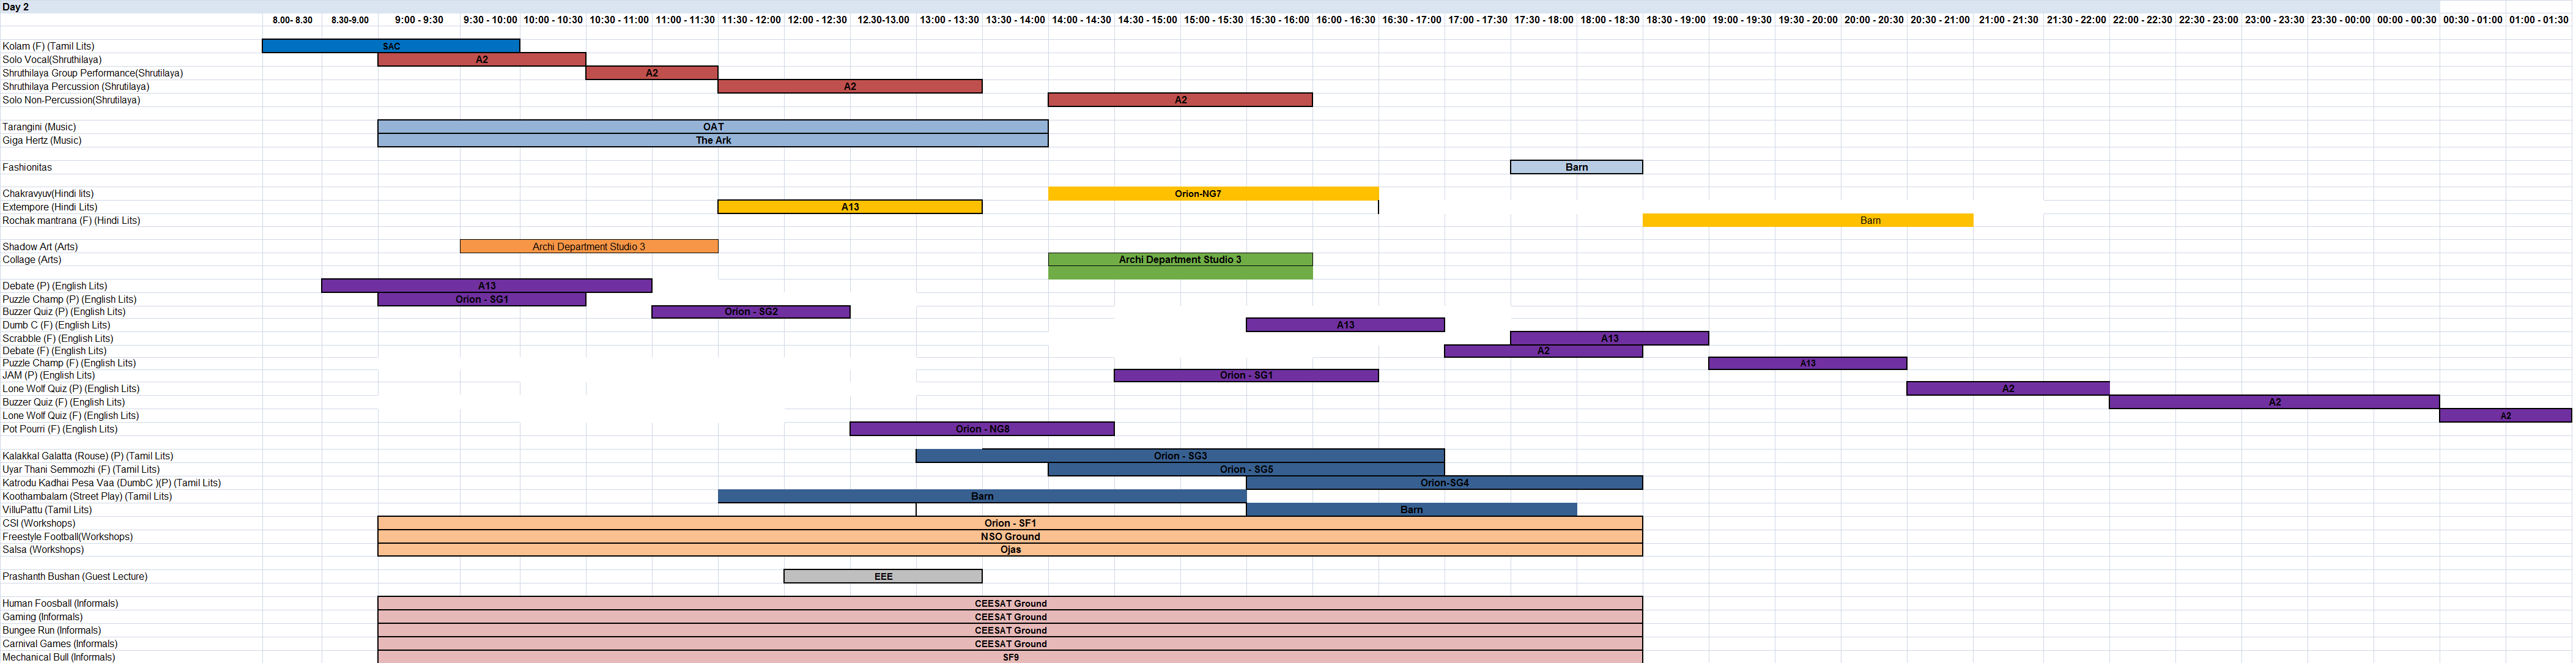 Day 2
8.00- 8.30 8.30-9.00 9:00 - 9:30 9:30 - 10:00 10:00 - 10:30 10:30 - 11:00 11:00 - 11:30 11:30 - 12:00 12:00 - 12:30 12.30-13.00 13:00 - 13:30 13:30 - 14:00 14:00 - 14:30 14:30 - 15:00 15:00 - 15:30 15:30 - 16:00 16:00 - 16:30 16:30 - 17:00 17:00 - 17:30 17:30 - 18:00 18:00 - 18:30 18:30 - 19:00 19:00 - 19:30 19:30 - 20:00 20:00 - 20:30 20:30 - 21:00 21:00 - 21:30 21:30 - 22:00 22:00 - 22:30 22:30 - 23:00 23:00 - 23:30 23:30 - 00:00 00:00 - 00:30 00:30 - 01:00 01:00 - 01:30
Kolam (F) (Tamil Lits) SAC
Solo Vocal(Shruthilaya) A2
Shruthilaya Group Performance(Shrutilaya) A2
Shruthilaya Percussion (Shrutilaya) A2
Solo Non-Percussion(Shrutilaya) A2
Tarangini (Music) OAT
Giga Hertz (Music) The Ark
Fashionitas Barn
Chakravyuv(Hindi lits) Orion-NG7
Extempore (Hindi Lits) A13
Rochak mantrana (F) (Hindi Lits) Barn
Shadow Art (Arts) Archi Department Studio 3
Collage (Arts) Archi Department Studio 3
Debate (P) (English Lits) A13
Puzzle Champ (P) (English Lits) Orion - SG1
Buzzer Quiz (P) (English Lits) Orion - SG2
Dumb C (F) (English Lits) A13
Scrabble (F) (English Lits) A13
Debate (F) (English Lits) A2
Puzzle Champ (F) (English Lits) A13
JAM (P) (English Lits) Orion - SG1
Lone Wolf Quiz (P) (English Lits) A2
Buzzer Quiz (F) (English Lits) A2
Lone Wolf Quiz (F) (English Lits) A2
Pot Pourri (F) (English Lits) Orion - NG8
Kalakkal Galatta (Rouse) (P) (Tamil Lits) Orion - SG3
Uyar Thani Semmozhi (F) (Tamil Lits) Orion - SG5
Katrodu Kadhai Pesa Vaa (DumbC )(P) (Tamil Lits) Orion-SG4
Koothambalam (Street Play) (Tamil Lits) Barn
VilluPattu (Tamil Lits) Barn
CSI (Workshops) Orion - SF1
Freestyle Football(Workshops) NSO Ground
Salsa (Workshops) Ojas
Prashanth Bushan (Guest Lecture) EEE
Human Foosball (Informals) CEESAT Ground
Gaming (Informals) CEESAT Ground
Bungee Run (Informals) CEESAT Ground
Carnival Games (Informals) CEESAT Ground
Mechanical Bull (Informals) SF9